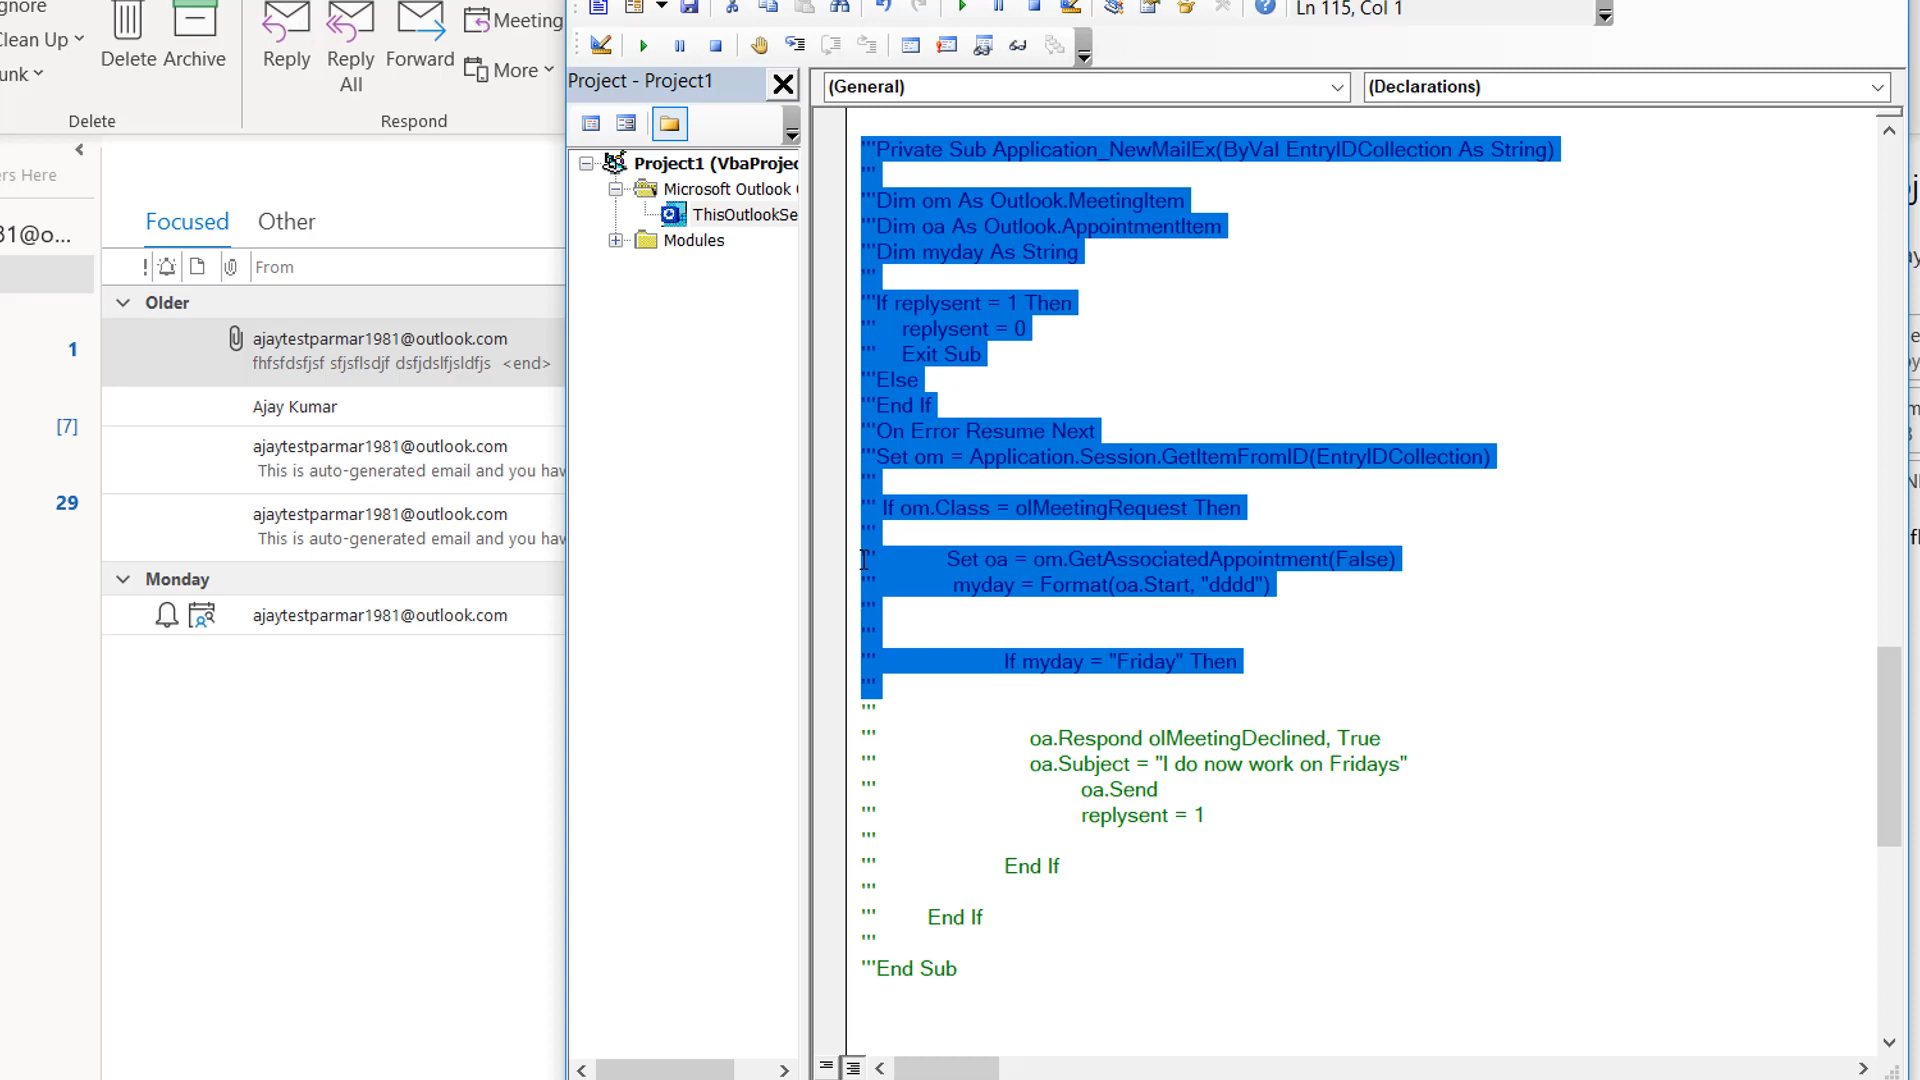 gnore
Clean Up
unk
Delete
Archive
Reply
Reply All
Forward
Meeting
More
Delete
Respond
Ln 115, Col 1
Project - Project1
(General)
(Declarations)
ers Here
31@o...
1
[7]
29
Focused
Other
From
Older
ajaytestparmar1981@outlook.com
fhfsfdsfjsf sfjsflsdjf dsfjdslfjsldfjs <end>
Ajay Kumar
ajaytestparmar1981@outlook.com
This is auto-generated email and you hav
ajaytestparmar1981@outlook.com
This is auto-generated email and you hav
Monday
ajaytestparmar1981@outlook.com
Project1 (VbaProjec
Microsoft Outlook
ThisOutlookSe
Modules
'''Private Sub Application_NewMailEx(ByVal EntryIDCollection As String)
'''
'''Dim om As Outlook.MeetingItem
'''Dim oa As Outlook.AppointmentItem
'''Dim myday As String
'''
'''If replysent = 1 Then
''' replysent = 0
''' Exit Sub
'''Else
'''End If
'''On Error Resume Next
'''Set om = Application.Session.GetItemFromID(EntryIDCollection)
'''
''' If om.Class = olMeetingRequest Then
'''
''' Set oa = om.GetAssociatedAppointment(False)
''' myday = Format(oa.Start, "dddd")
'''
'''
''' If myday = "Friday" Then
'''
'''
''' oa.Respond olMeetingDeclined, True
''' oa.Subject = "I do now work on Fridays"
''' oa.Send
''' replysent = 1
'''
''' End If
'''
''' End If
'''
'''End Sub